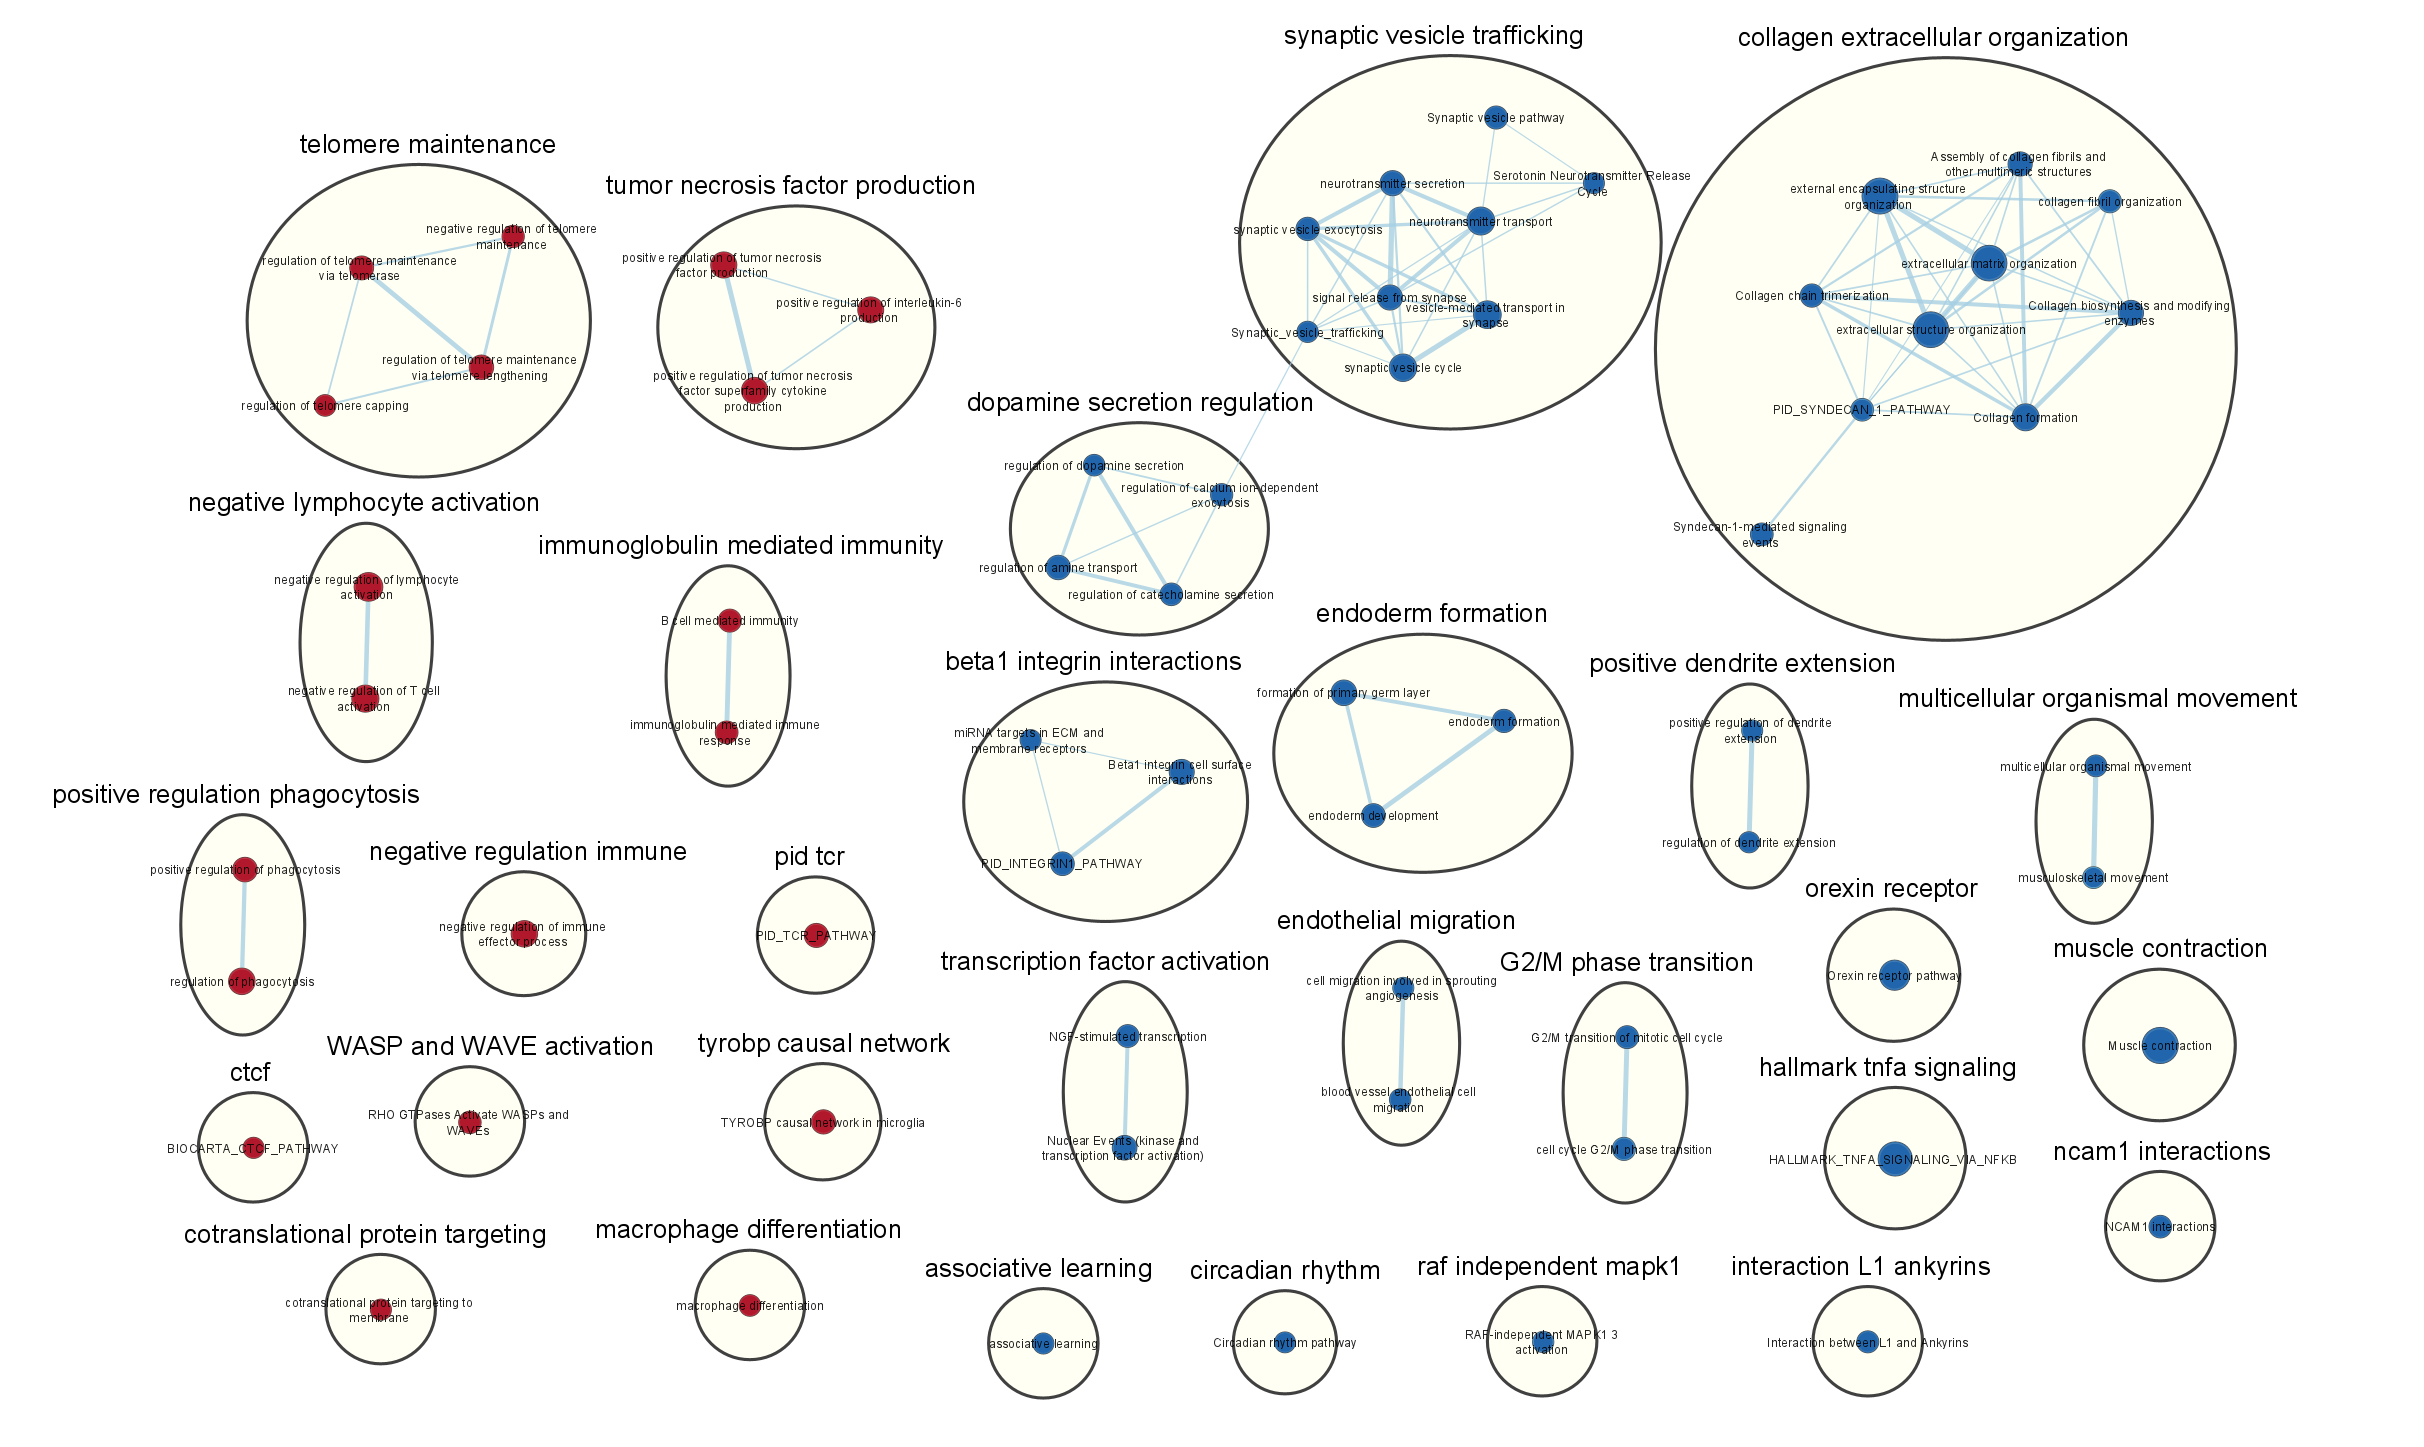 synaptic vesicle trafficking
Synaptic vesicle pathway
neurotransmitter secretion
Serotonin Neurotransmitter Release
Cycle
synaptic vesicle exocytosis
neurotransmitter transport
signal release from synapse
vesicle-mediated transport in
synapse
Synaptic_vesicle_trafficking
synaptic vesicle cycle
collagen extracellular organization
Assembly of collagen fibrils and
other multimeric structures
external encapsulating structure
organization
collagen fibril organization
extracellular matrix organization
Collagen chain trimerization
Collagen biosynthesis and modifying
enzymes
extracellular structure organization
PID_SYNDECAN_1_PATHWAY
Collagen formation
Syndecan-1-mediated signaling
events
telomere maintenance
negative regulation of telomere
maintenance
regulation of telomere maintenance
via telomerase
regulation of telomere maintenance
via telomere lengthening
regulation of telomere capping
tumor necrosis factor production
positive regulation of tumor necrosis
factor production
positive regulation of interleukin-6
production
positive regulation of tumor necrosis
factor superfamily cytokine
production
dopamine secretion regulation
regulation of dopamine secretion
regulation of calcium ion-dependent
exocytosis
regulation of amine transport
regulation of catecholamine secretion
negative lymphocyte activation
negative regulation of lymphocyte
activation
negative regulation of T cell
activation
immunoglobulin mediated immunity
B cell mediated immunity
immunoglobulin mediated immune
response
beta1 integrin interactions
miRNA targets in ECM and
membrane receptors
Beta1 integrin cell surface
interactions
PID_INTEGRIN1_PATHWAY
endoderm formation
formation of primary germ layer
endoderm formation
endoderm development
positive dendrite extension
positive regulation of dendrite
extension
regulation of dendrite extension
multicellular organismal movement
multicellular organismal movement
musculoskeletal movement
positive regulation phagocytosis
positive regulation of phagocytosis
regulation of phagocytosis
negative regulation immune
negative regulation of immune
effector process
pid tcr
PID_TCR_PATHWAY
transcription factor activation
NGF-stimulated transcription
Nuclear Events (kinase and
transcription factor activation)
endothelial migration
cell migration involved in sprouting
angiogenesis
blood vessel endothelial cell
migration
G2/M phase transition
G2/M transition of mitotic cell cycle
cell cycle G2/M phase transition
orexin receptor
Orexin receptor pathway
muscle contraction
Muscle contraction
ctcf
BIOCARTA_CTCF_PATHWAY
WASP and WAVE activation
RHO GTPases Activate WASPs and
WAVEs
tyrobp causal network
TYROBP causal network in microglia
hallmark tnfa signaling
HALLMARK_TNFA_SIGNALING_VIA_NFKB
ncam1 interactions
NCAM1 interactions
cotranslational protein targeting
cotranslational protein targeting to
membrane
macrophage differentiation
macrophage differentiation
associative learning
associative learning
circadian rhythm
Circadian rhythm pathway
raf independent mapk1
RAF-independent MAPK1 3
activation
interaction L1 ankyrins
Interaction between L1 and Ankyrins